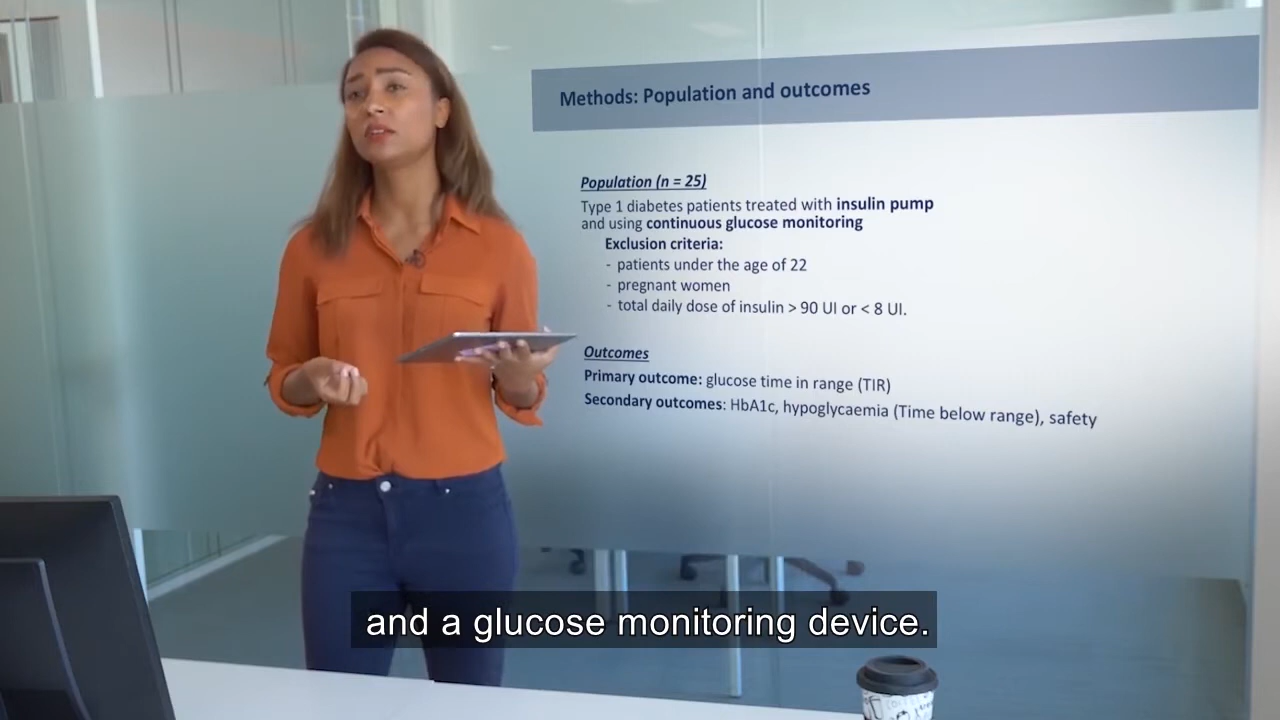 Methods: Population and outcomes
Population (n = 25)
Type 1 diabetes patients treated with insulin pump
and using continuous glucose monitoring
Exclusion criteria:
- patients under the age of 22
- pregnant women
- total daily dose of insulin > 90 UI or < 8 UI.
Outcomes
Primary outcome: glucose time in range (TIR)
Secondary outcomes: HbA1c, hypoglycaemia (Time below range), safety
and a glucose monitoring device.